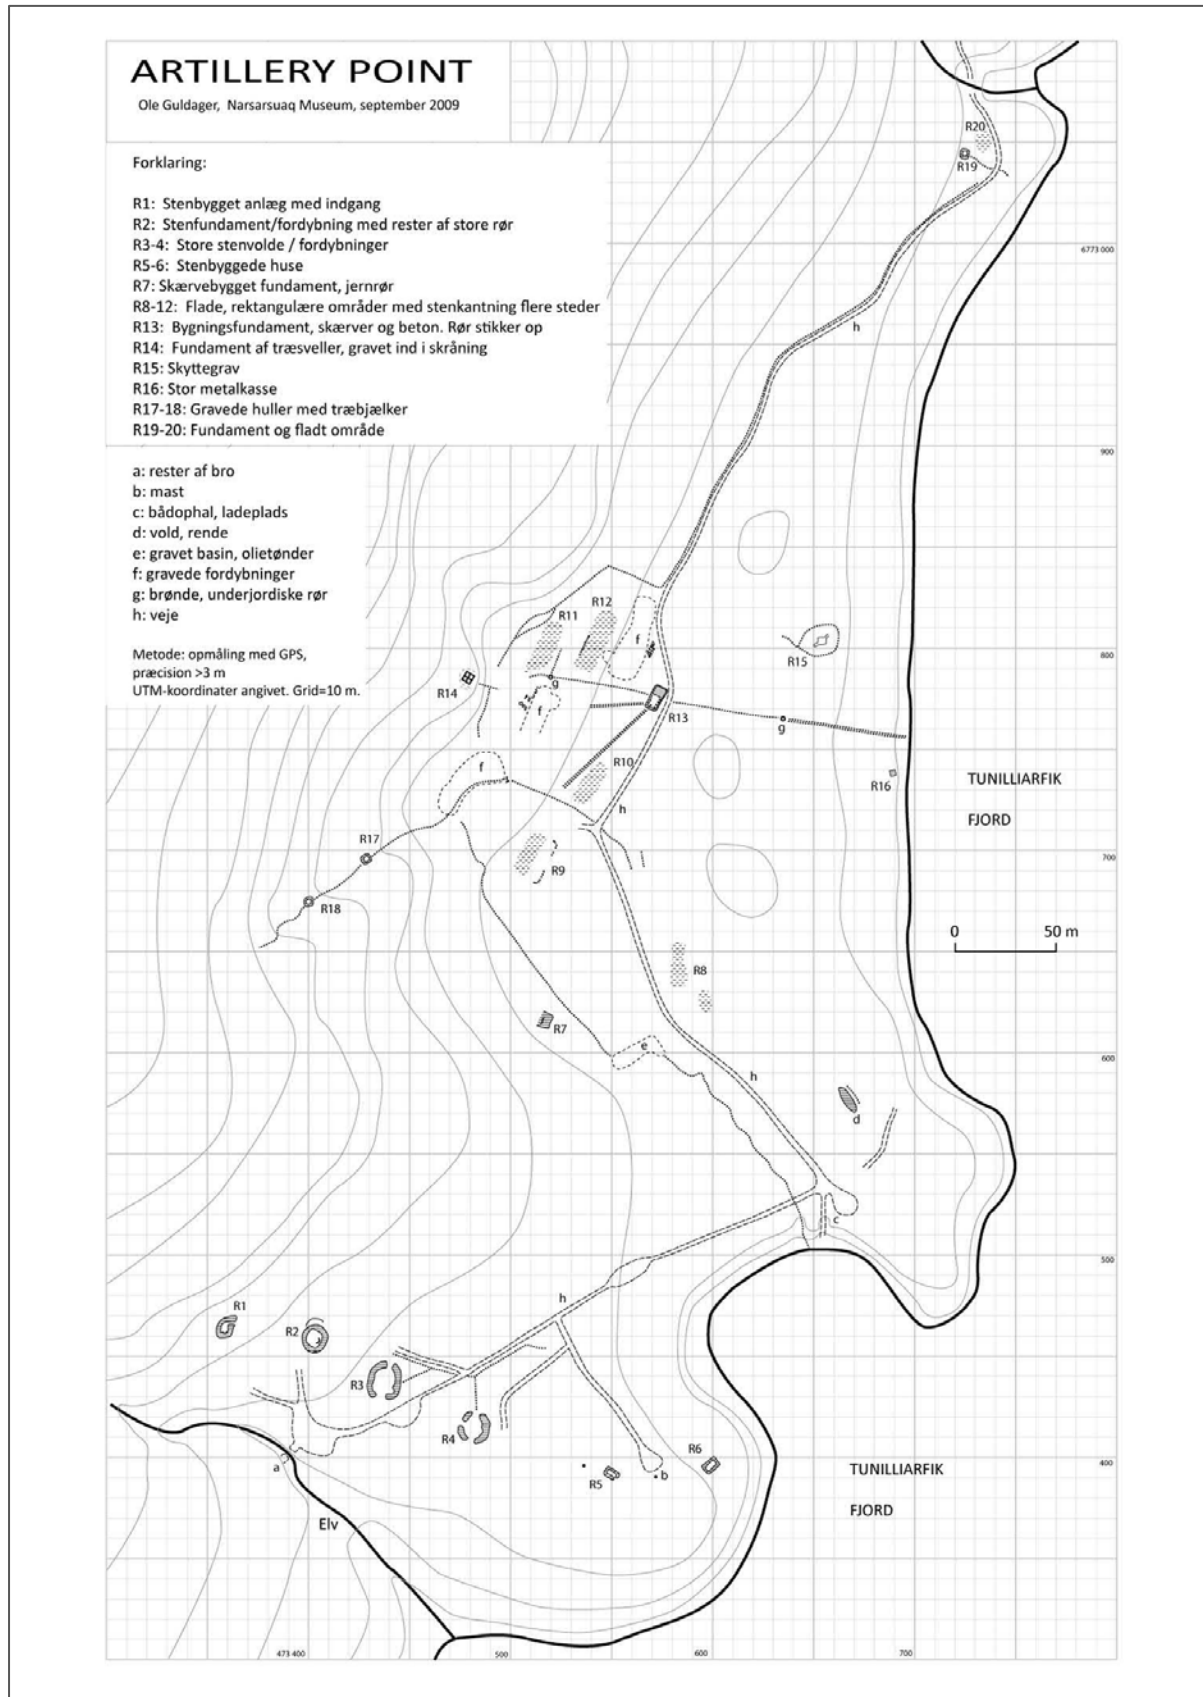 ARTILLERY POINT
Ole Guldager, Narsarsuaq Museum, september 2009
Forklaring:
R1: Stenbygget anlæg med indgang
R2: Stenfundament/fordybning med rester af store rør
R3-4: Store stenvolde / fordybninger
R5-6: Stenbyggede huse
R7: Skærvebygget fundament, jernrør
R8-12: Flade, rektangulære områder med stenkantning flere steder
R13: Bygningsfundament, skærver og beton. Rør stikker op
R14: Fundament af træsveller, gravet ind i skråning
R15: Skyttegrav
R16: Stor metalkasse
R17-18: Gravede huller med træbjælker
R19-20: Fundament og fladt område
a: rester af bro
b: mast
c: bådophal, ladeplads
d: vold, rende
e: gravet basin, olietønder
f: gravede fordybninger
g: brønde, underjordiske rør
h: veje
Metode: opmåling med GPS,
præcision >3 m
UTM-koordinater angivet. Grid=10 m.
R20
R19
6773 000
h
900
R12
R11
f
800
R15
R14
g
f
R13
g
f
R10
R16
TUNILLIARFIK
FJORD
h
R17
700
R9
R18
0 50 m
R8
R7
e
600
h
d
c
500
h
R1
R2
R3
R4
R6
a
R5
b
400
TUNILLIARFIK
FJORD
Elv
473 400
500
600
700